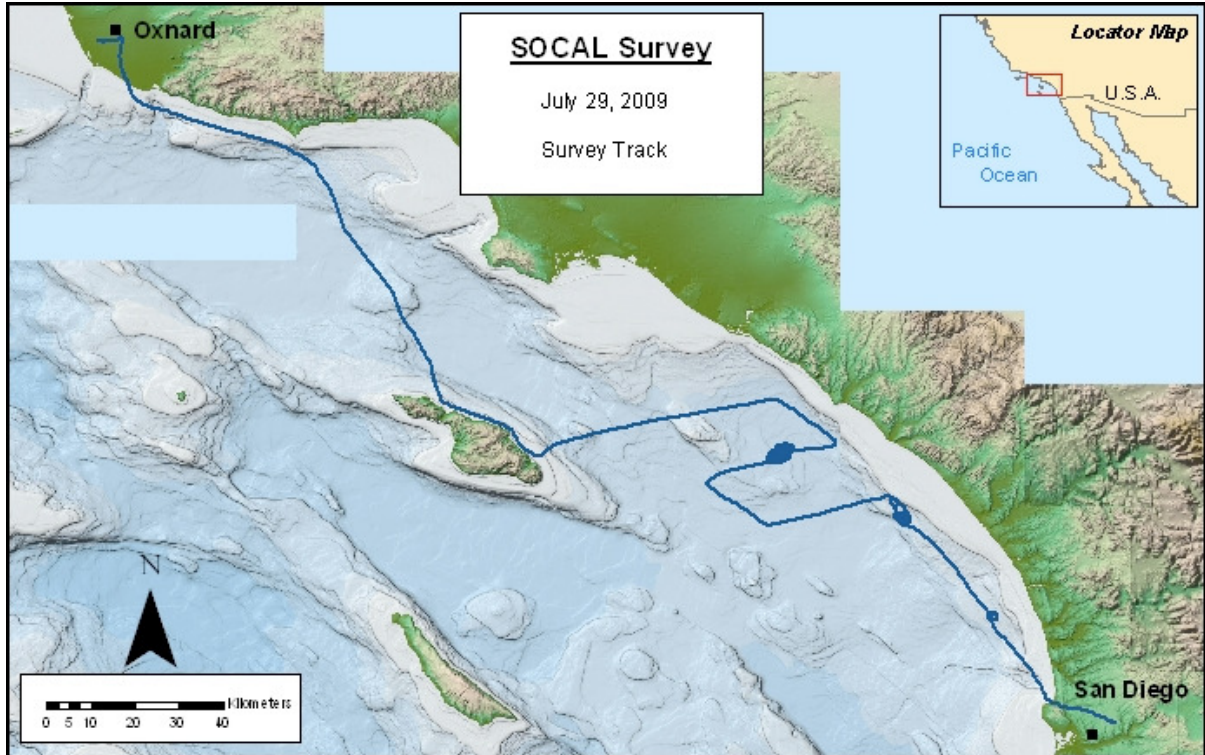 Oxnard
SOCAL Survey
July 29, 2009
Survey Track
Locator Map
U.S.A.
Pacific
Ocean
N
Kilometers
0 5 10 20 30 40
San Diego